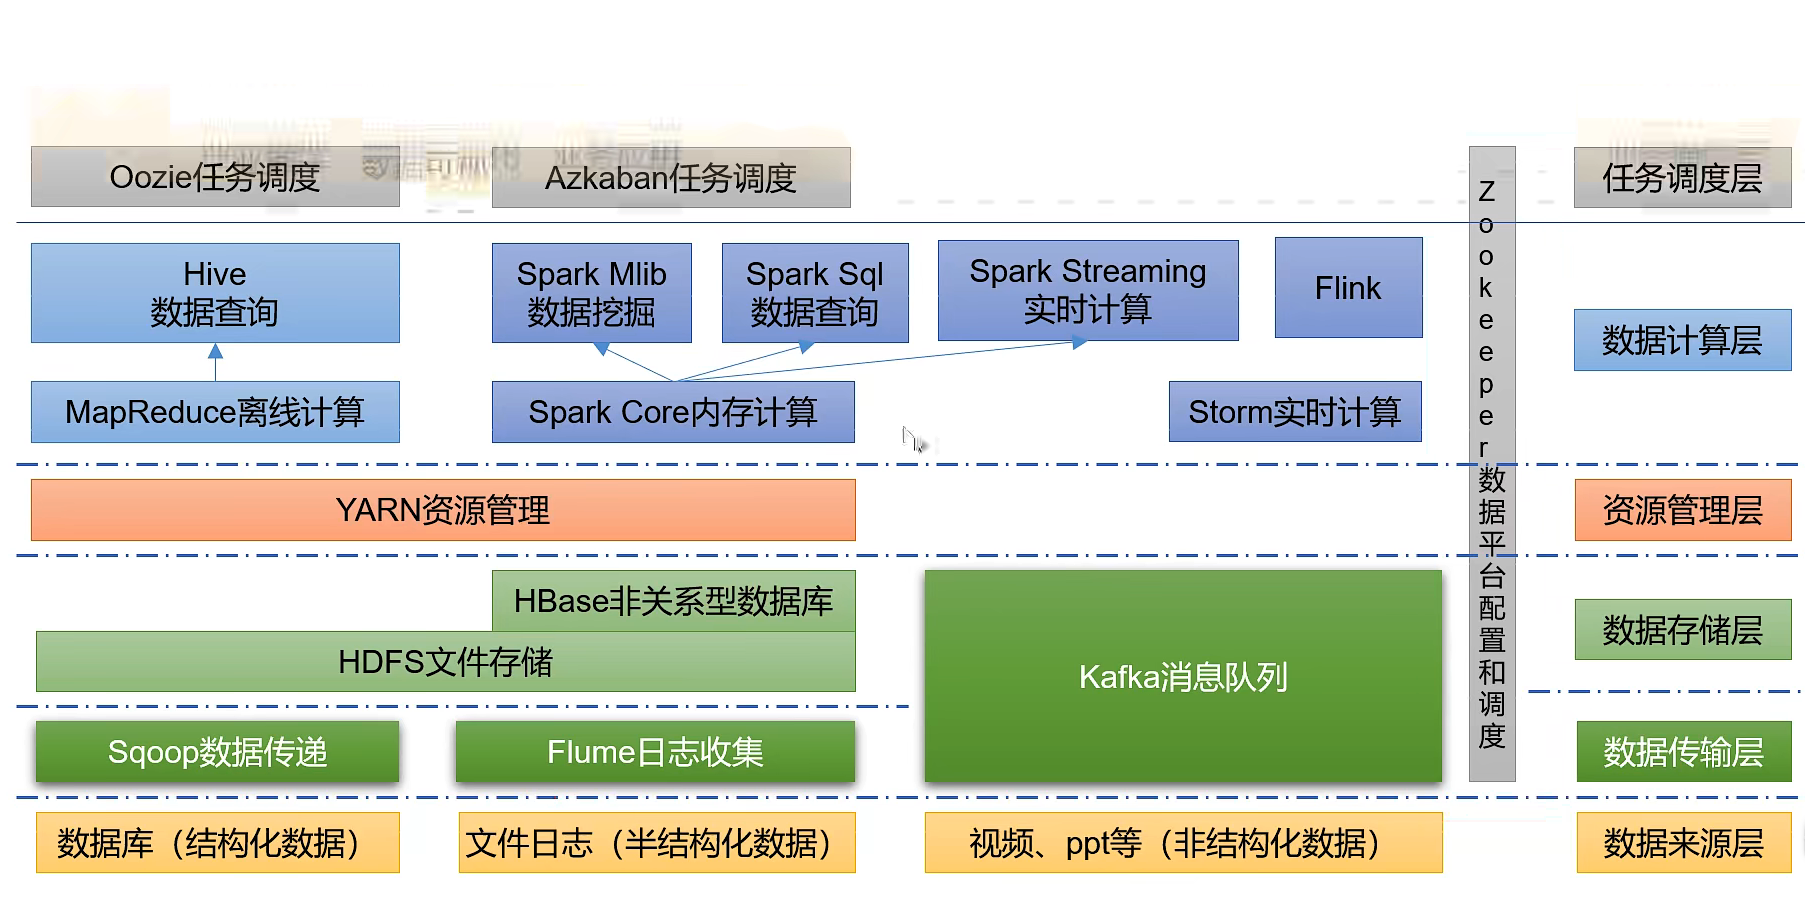 Oozie任务调度
Azkaban任务调度
任务调度层
Hive
数据查询
Spark Mlib
数据挖掘
Spark Sql
数据查询
Spark Streaming
实时计算
Flink
数据计算层
MapReduce离线计算
Spark Core内存计算
Storm实时计算
Zookeeper数据平台配置和调度
YARN资源管理
资源管理层
HBase非关系型数据库
HDFS文件存储
Kafka消息队列
数据存储层
Sqoop数据传递
Flume日志收集
数据传输层
数据库（结构化数据）
文件日志（半结构化数据）
视频、ppt等（非结构化数据）
数据来源层